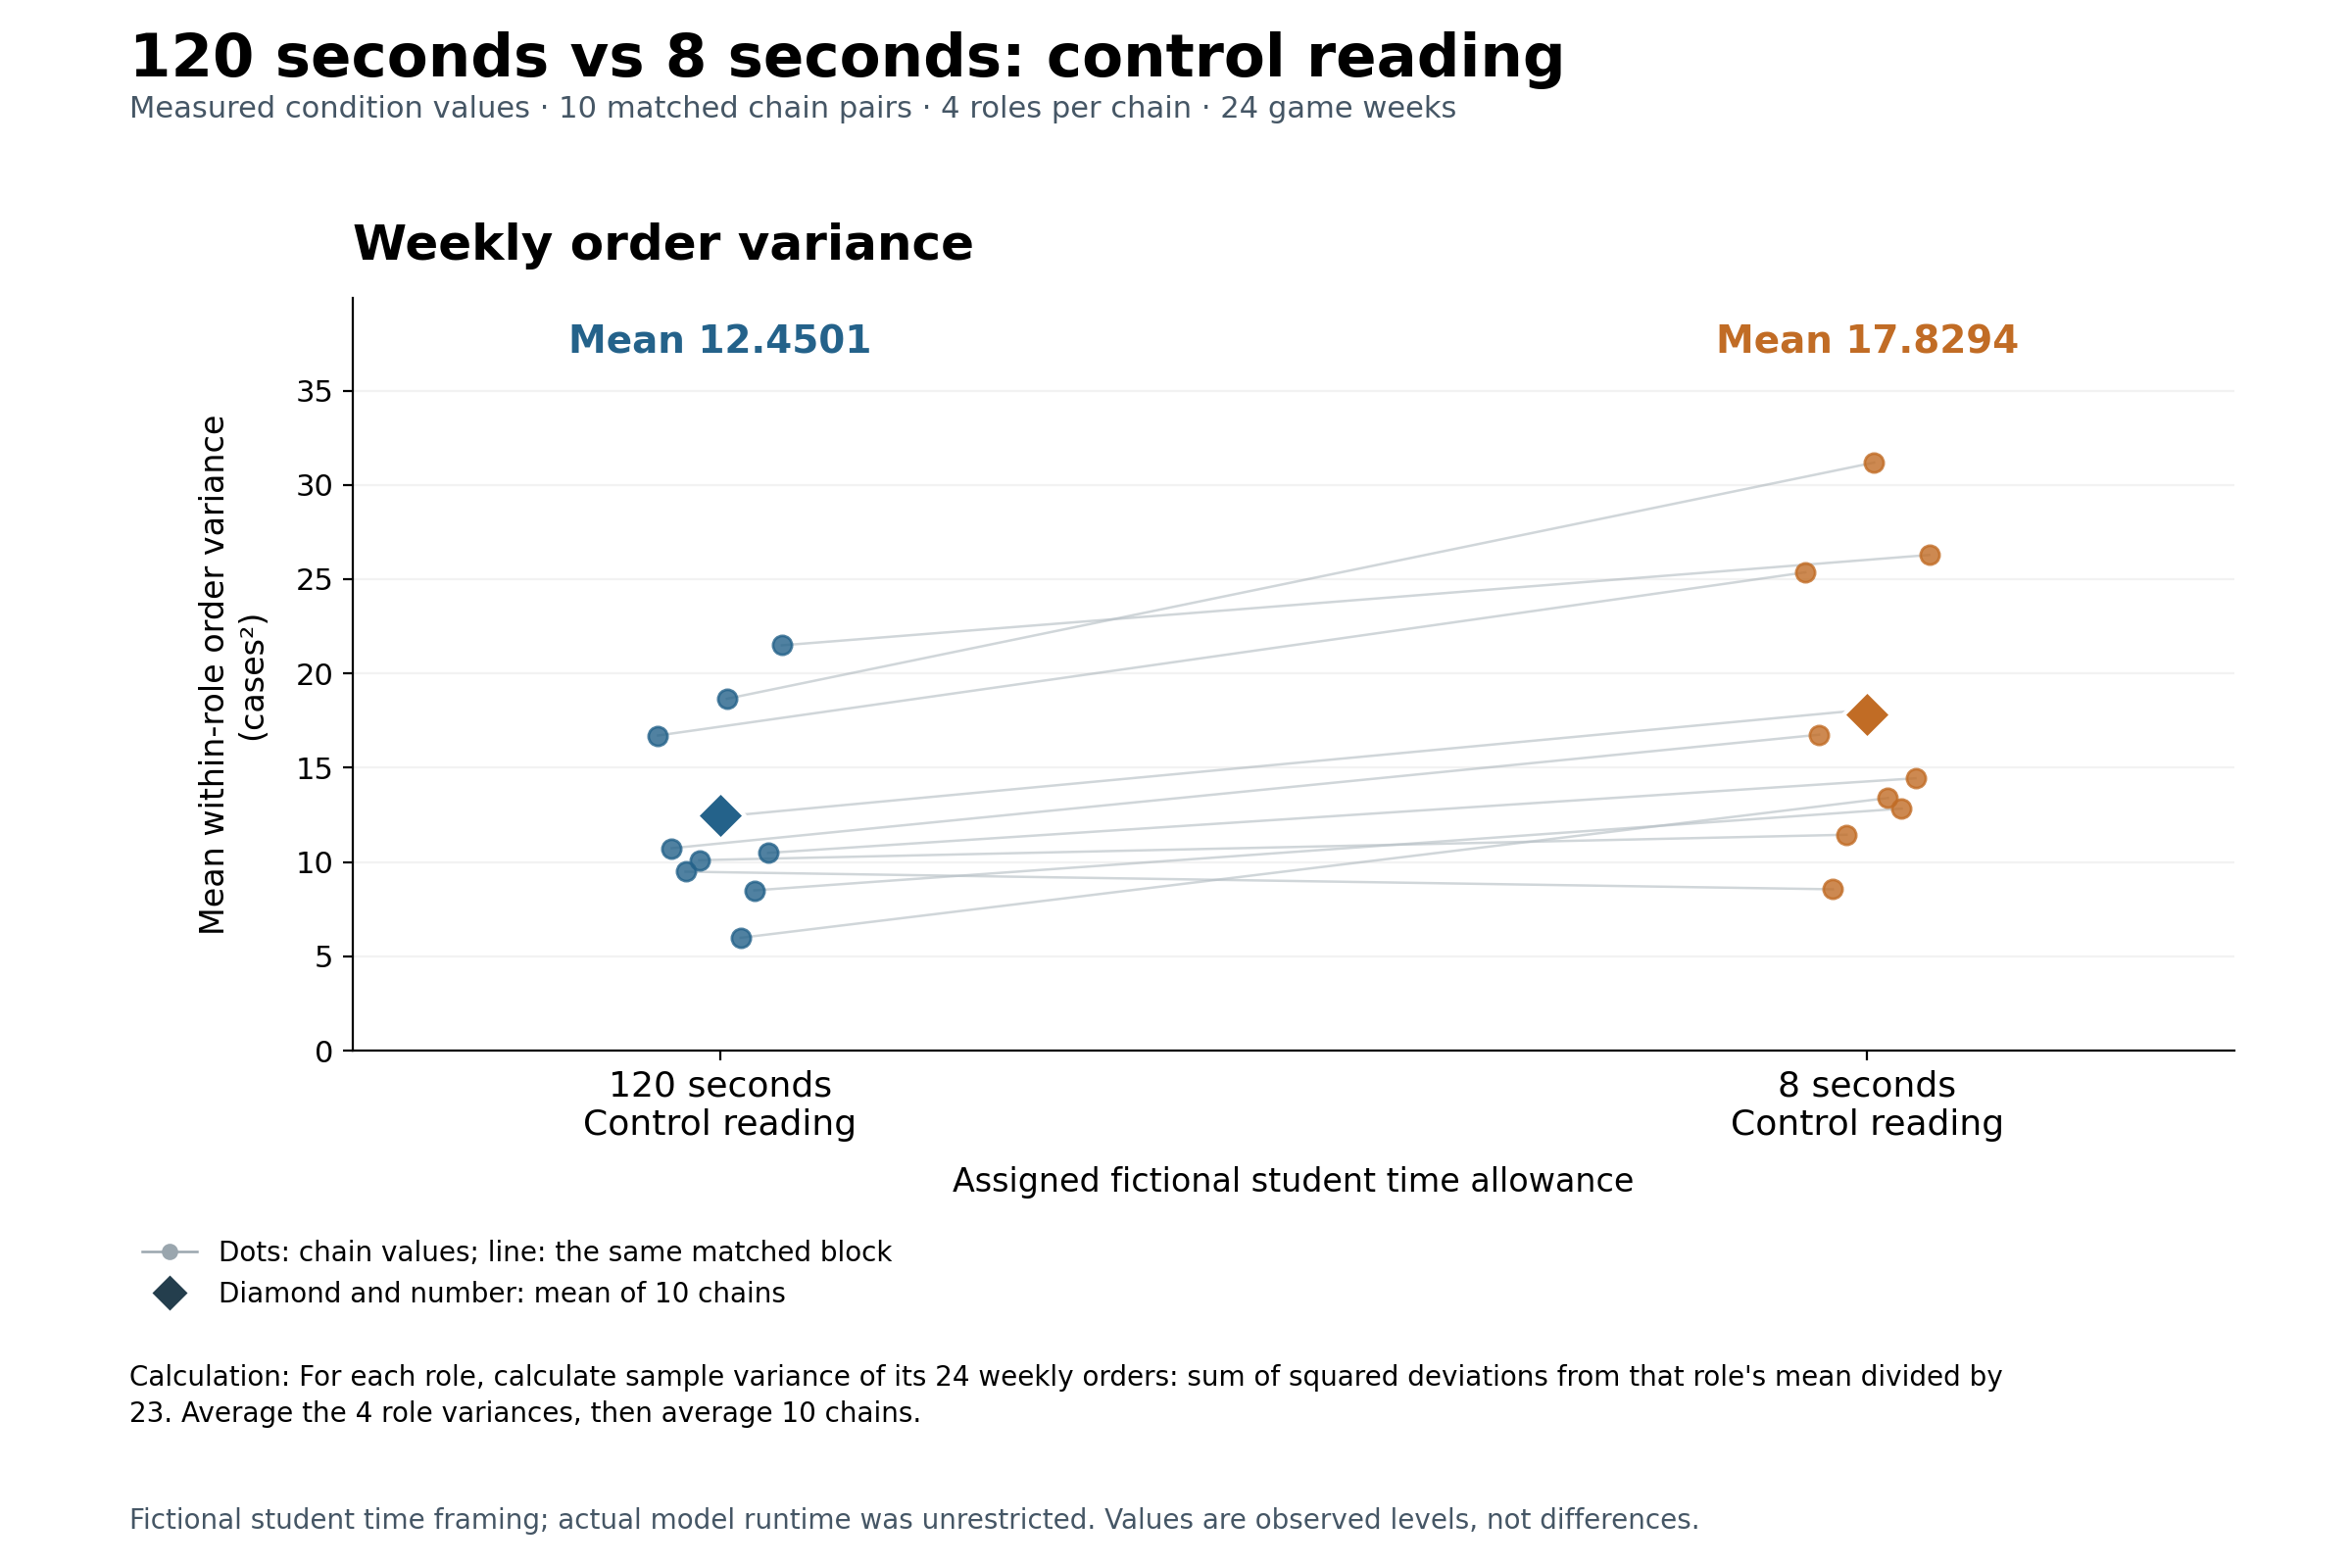 120 seconds vs 8 seconds: control reading
Measured condition values · 10 matched chain pairs · 4 roles per chain · 24 game weeks
Weekly order variance
Mean 12.4501
Mean 17.8294
Mean within-role order variance
(cases²)
35
30
25
20
15
10
5
0
120 seconds
Control reading
8 seconds
Control reading
Assigned fictional student time allowance
Dots: chain values; line: the same matched block
Diamond and number: mean of 10 chains
Calculation: For each role, calculate sample variance of its 24 weekly orders: sum of squared deviations from that role's mean divided by
23. Average the 4 role variances, then average 10 chains.
Fictional student time framing; actual model runtime was unrestricted. Values are observed levels, not differences.